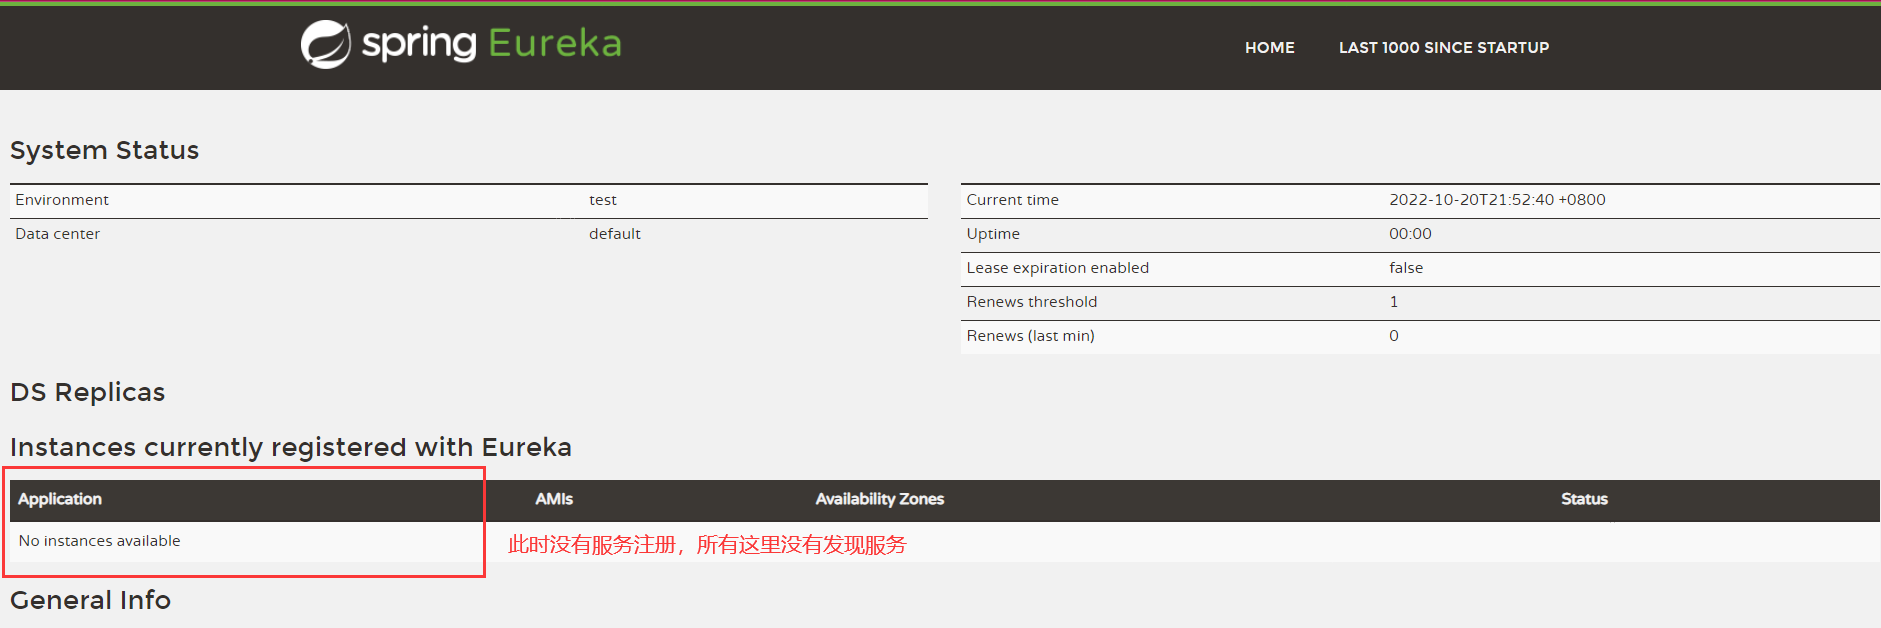 spring Eureka
HOME LAST 1000 SINCE STARTUP
System Status
Environment test
Data center default
Current time 2022-10-20T21:52:40 +0800
Uptime 00:00
Lease expiration enabled false
Renews threshold 1
Renews (last min) 0
DS Replicas
Instances currently registered with Eureka
Application AMIs Availability Zones Status
No instances available
此时没有服务注册，所有这里没有发现服务
General Info